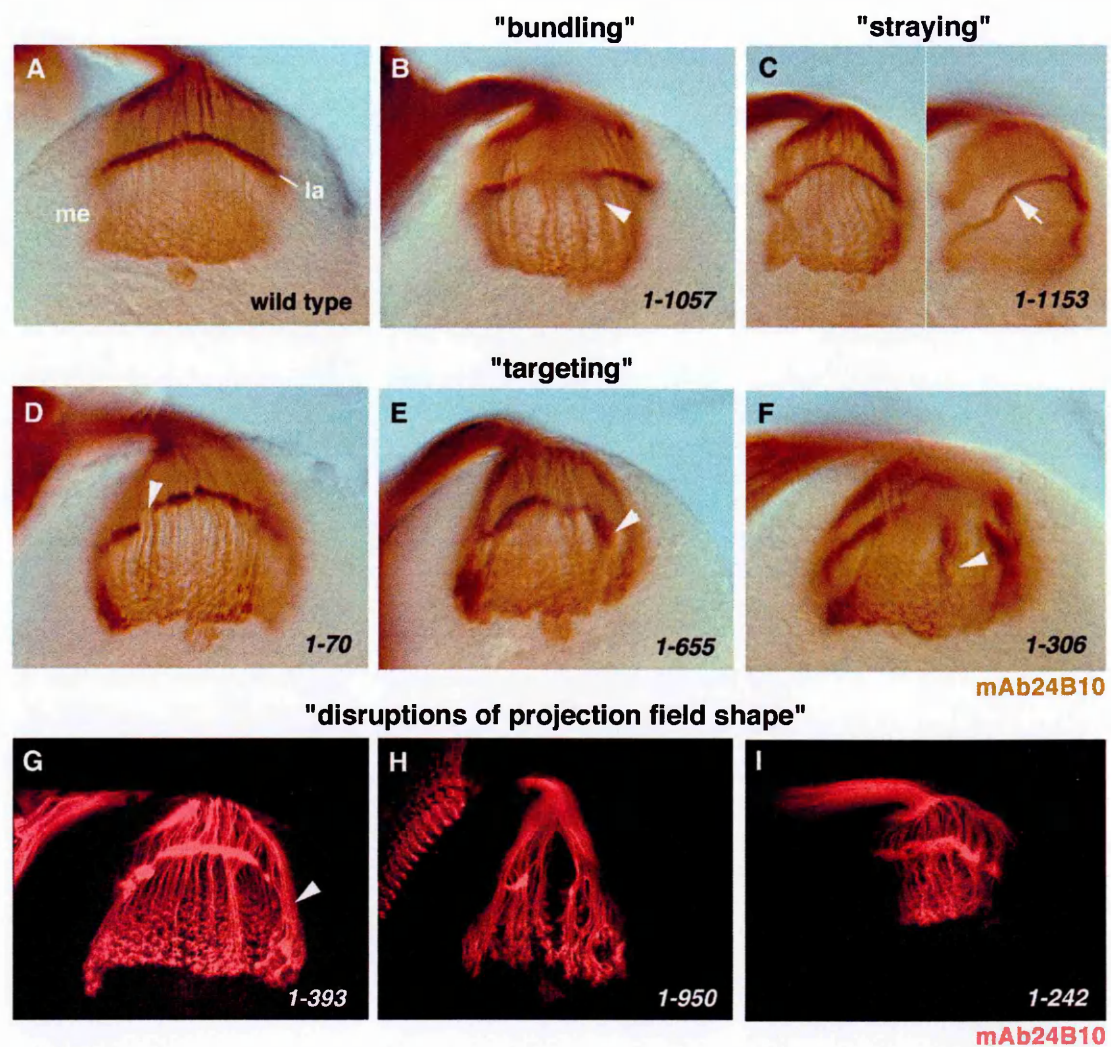 "bundling"
"straying"
A
la
me
wild type
B
1-1057
C
1-1153
"targeting"
D
1-70
E
1-655
F
1-306
mAb24B10
"disruptions of projection field shape"
G
1-393
H
1-950
I
1-242
mAb24B10